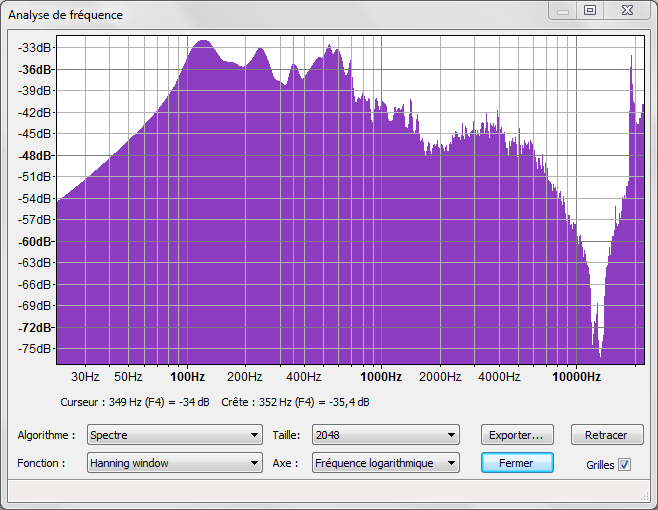 Analyse de fréquence
-33dB
-36dB
-39dB
-42dB
-45dB
-48dB
-51dB
-54dB
-57dB
-60dB
-63dB
-66dB
-69dB
-72dB
-75dB
30Hz 50Hz 100Hz 200Hz 400Hz 1000Hz 2000Hz 4000Hz 10000Hz
Curseur : 349 Hz (F4) = -34 dB Crête : 352 Hz (F4) = -35,4 dB
Algorithme : Spectre Taille: 2048 Exporter... Retracer
Fonction : Hanning window Axe : Fréquence logarithmique Fermer Grilles